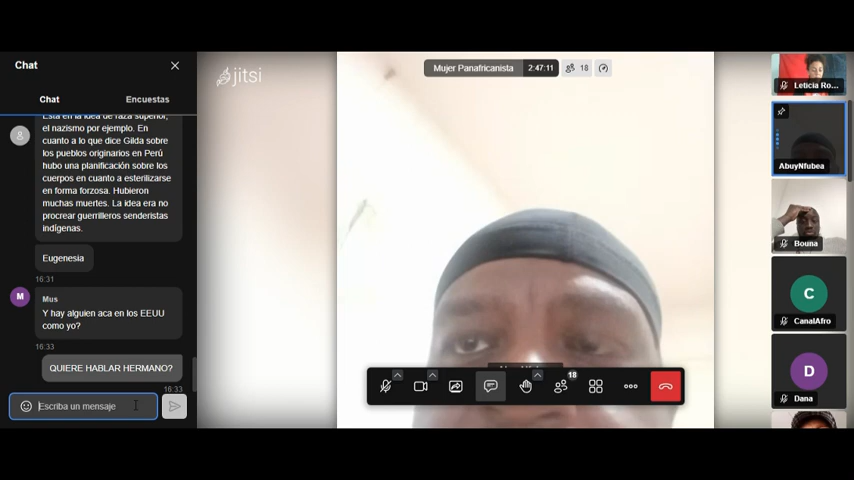 Chat
Chat
Encuestas
Está en la idea de raza superior,
el nazismo por ejemplo. En
cuanto a lo que dice Gilda sobre
los pueblos originarios en Perú
hubo una planificación sobre los
cuerpos en cuanto a esterilizarse
en forma forzosa. Hubieron
muchas muertes. La idea era no
procrear guerrilleros senderistas
indígenas.
Eugenesia
16:31
M
Mus
Y hay alguien aca en los EEUU
como yo?
16:33
QUIERE HABLAR HERMANO?
16:33
Escriba un mensaje
jitsi
Mujer Panafricanista
2:47:11
18
18
Leticia Ro...
AbuyNfubea
Bouna
C
CanalAfro
D
Dana